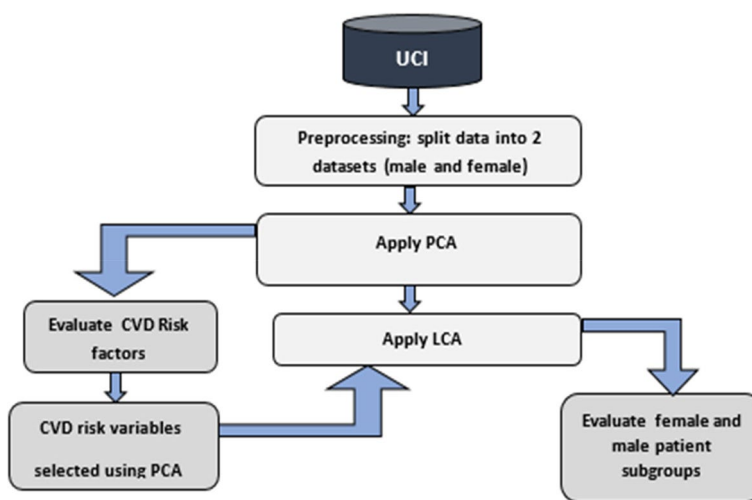 UCI
Preprocessing: split data into 2
datasets (male and female)
Apply PCA
Evaluate CVD Risk
factors
Apply LCA
CVD risk variables
selected using PCA
Evaluate female and
male patient
subgroups